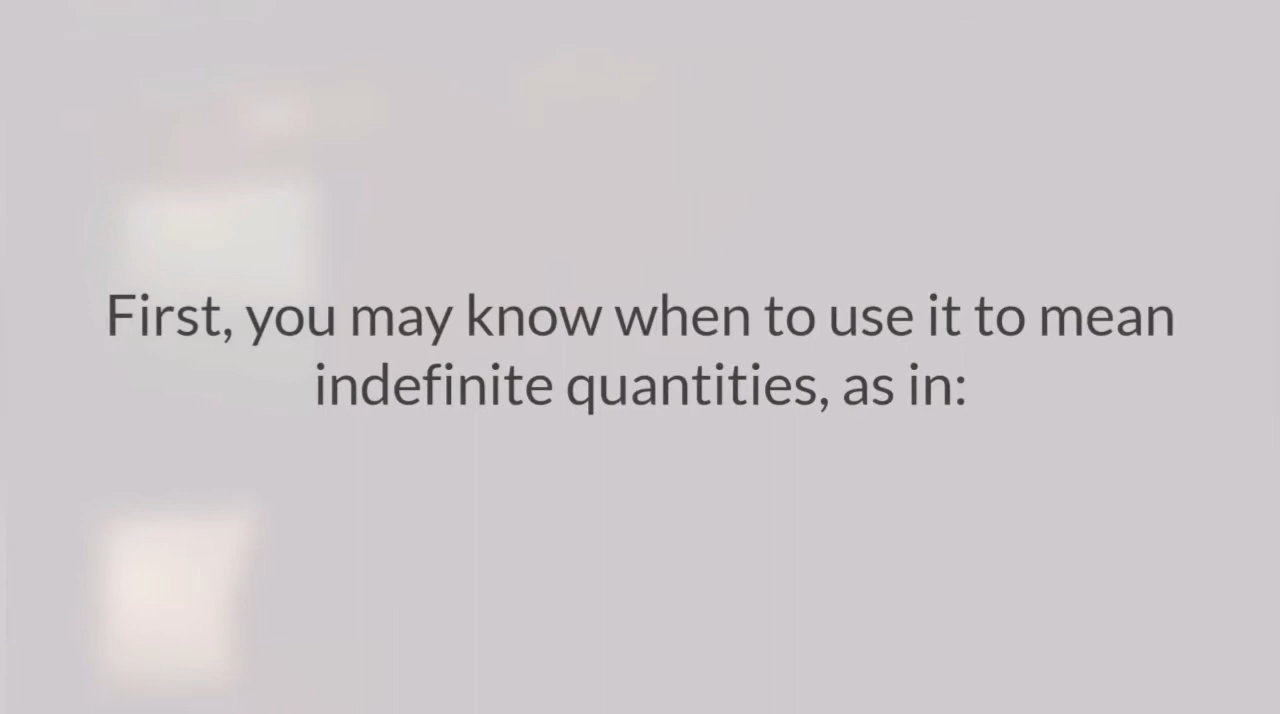 First, you may know when to use it to mean
indefinite quantities, as in: